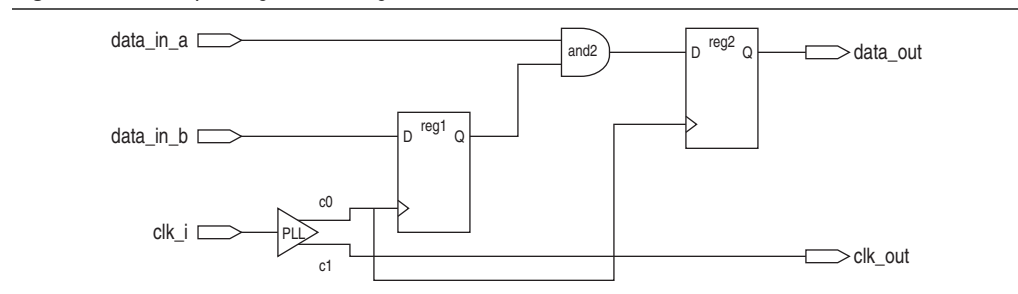 data_in_a
and2
reg2
D
Q
data_out
data_in_b
reg1
D
Q
c0
clk_i
PLL
c1
clk_out